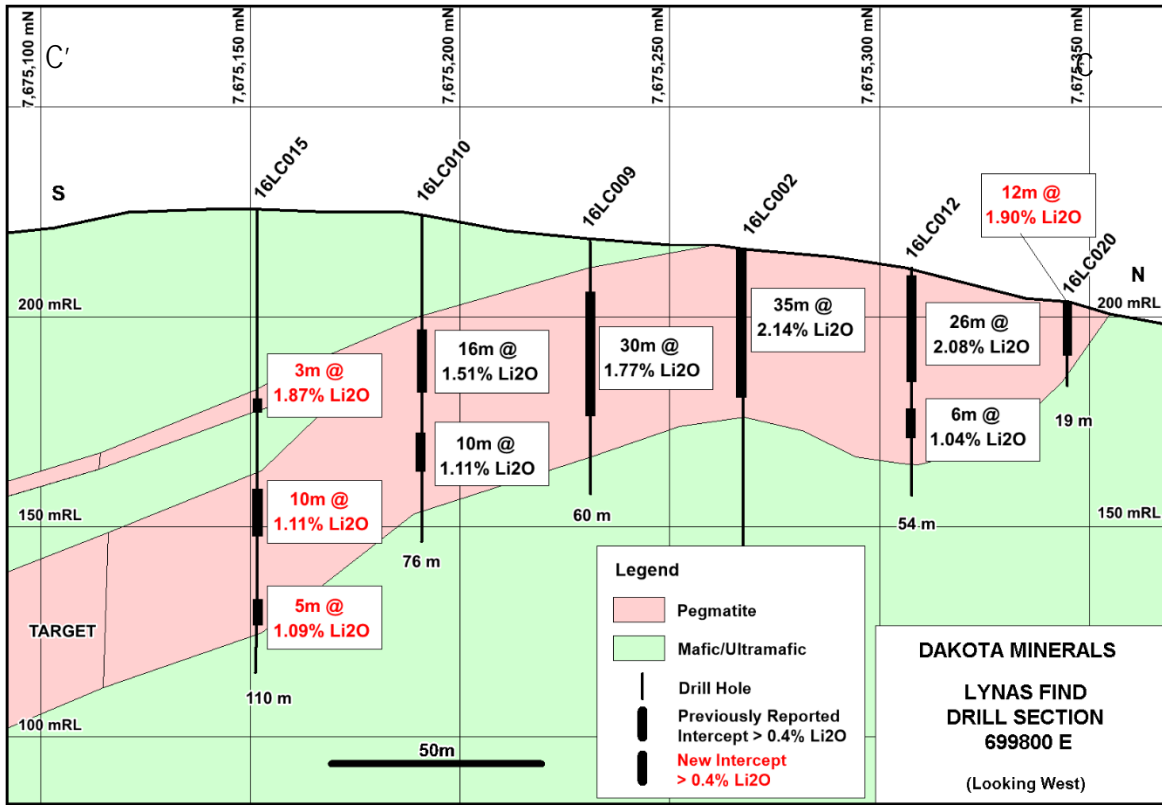 7,675,100 mN
7,675,150 mN
7,675,200 mN
7,675,250 mN
7,675,300 mN
7,675,350 mN
C'
C
S
N
16LC015
16LC010
16LC009
16LC002
16LC012
16LC020
12m @
1.90% Li2O
200 mRL
200 mRL
35m @
2.14% Li2O
26m @
2.08% Li2O
16m @
1.51% Li2O
30m @
1.77% Li2O
3m @
1.87% Li2O
6m @
1.04% Li2O
19 m
10m @
1.11% Li2O
10m @
1.11% Li2O
150 mRL
150 mRL
60 m
54 m
76 m
5m @
1.09% Li2O
TARGET
110 m
100 mRL
50m
Legend
Pegmatite
Mafic/Ultramafic
Drill Hole
Previously Reported
Intercept > 0.4% Li2O
New Intercept
> 0.4% Li2O
DAKOTA MINERALS
LYNAS FIND
DRILL SECTION
699800 E
(Looking West)